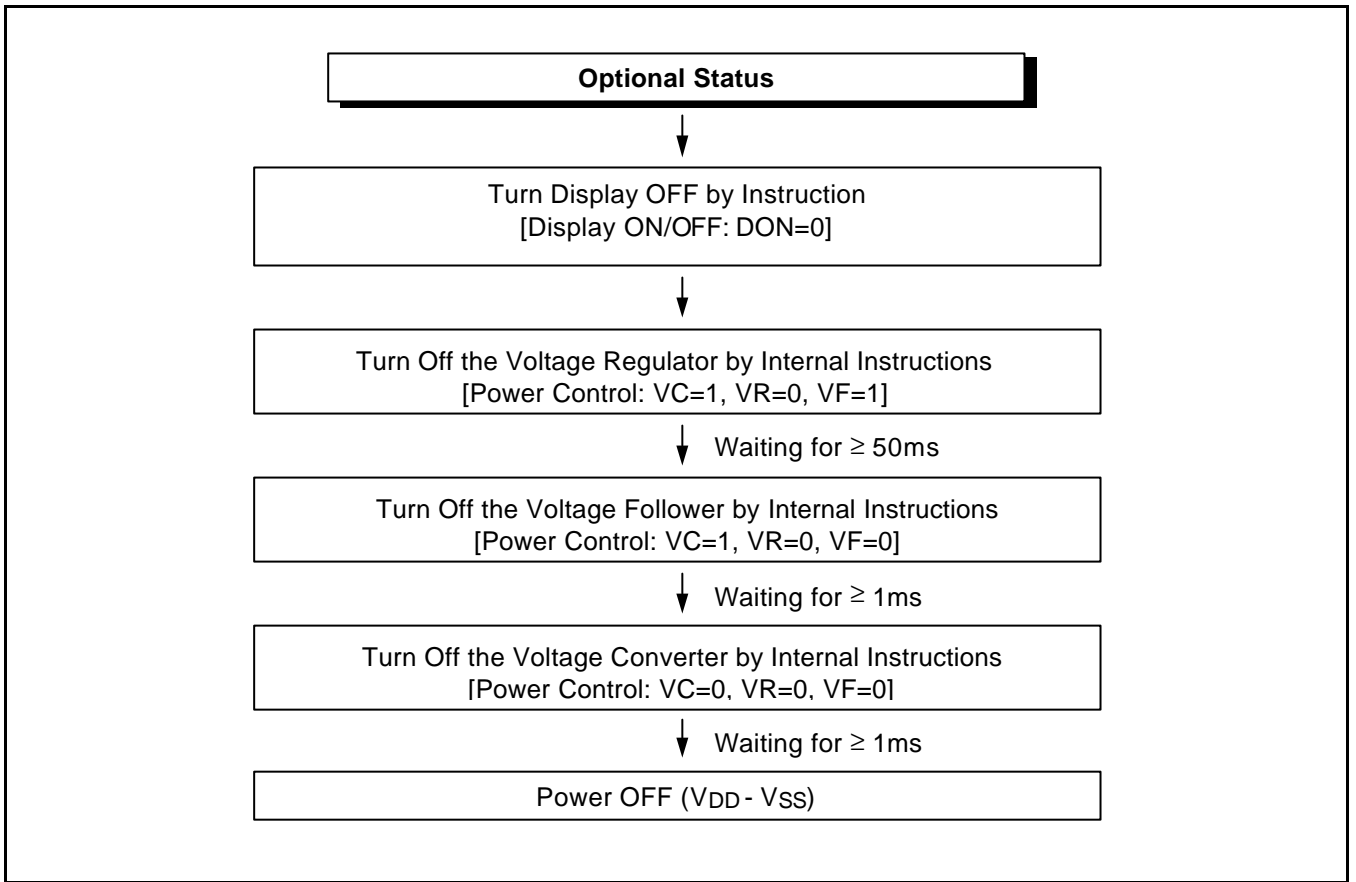 Optional Status
Turn Display OFF by Instruction
[Display ON/OFF: DON=0]
Turn Off the Voltage Regulator by Internal Instructions
[Power Control: VC=1, VR=0, VF=1]
Waiting for ≥ 50ms
Turn Off the Voltage Follower by Internal Instructions
[Power Control: VC=1, VR=0, VF=0]
Waiting for ≥ 1ms
Turn Off the Voltage Converter by Internal Instructions
[Power Control: VC=0, VR=0, VF=0]
Waiting for ≥ 1ms
Power OFF (VDD - VSS)